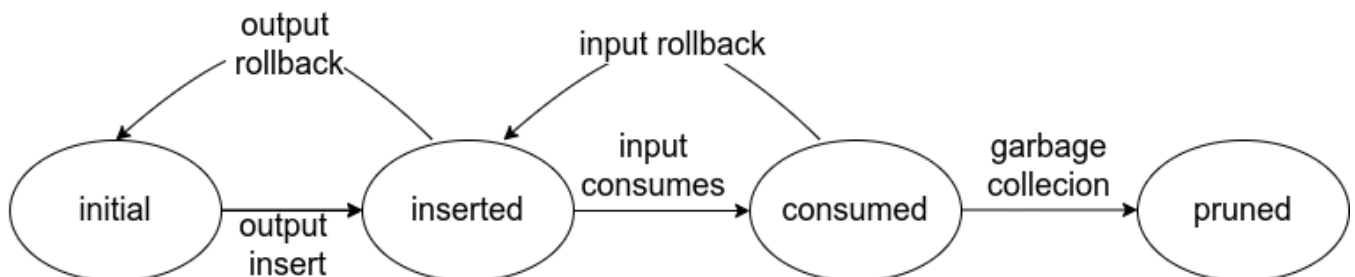 output
rollback
input rollback
input
consumes
garbage
collecion
initial
inserted
consumed
pruned
output
insert